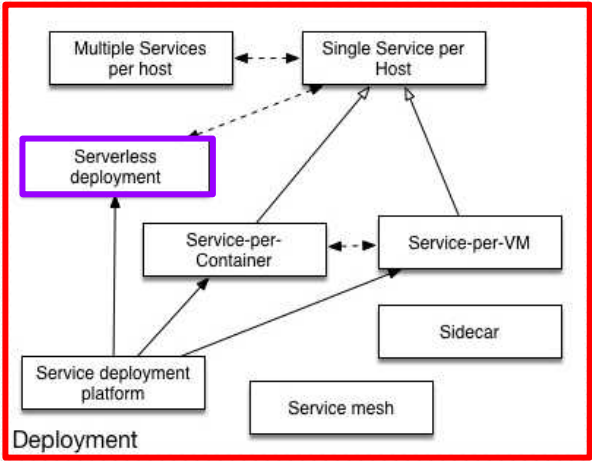 Multiple Services
per host
Single Service per
Host
Serverless
deployment
Service-per-
Container
Service-per-VM
Sidecar
Service deployment
platform
Service mesh
Deployment